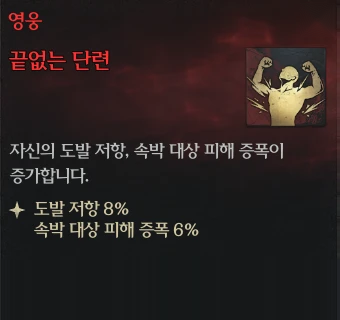 영웅
끝없는 단련
자신의 도발 저항, 속박 대상 피해 증폭이
증가합니다.
도발 저항 8%
속박 대상 피해 증폭 6%